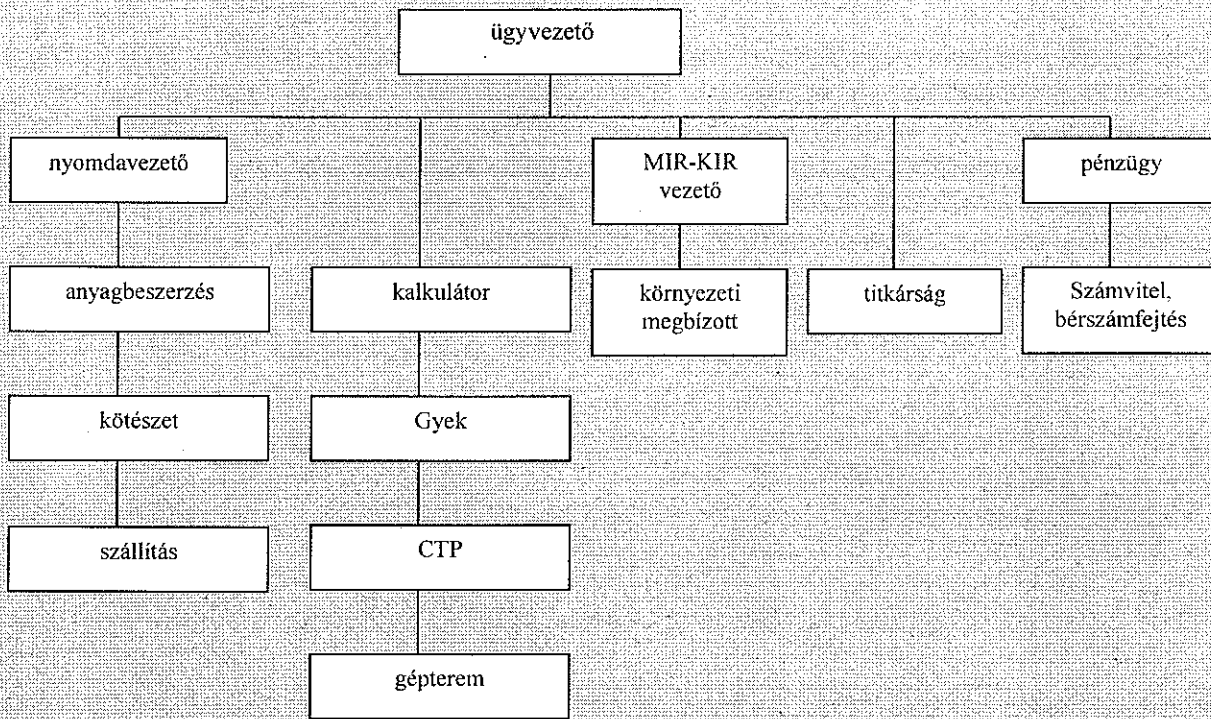 ügyvezető
nyomdavezető
MIR-KIR
vezető
pénzügy
anyagbeszerzés
kalkulátor
környezeti
megbízott
titkárság
Számvitel,
bérszámfejtés
kötészet
Gyek
szállítás
CTP
gépterem